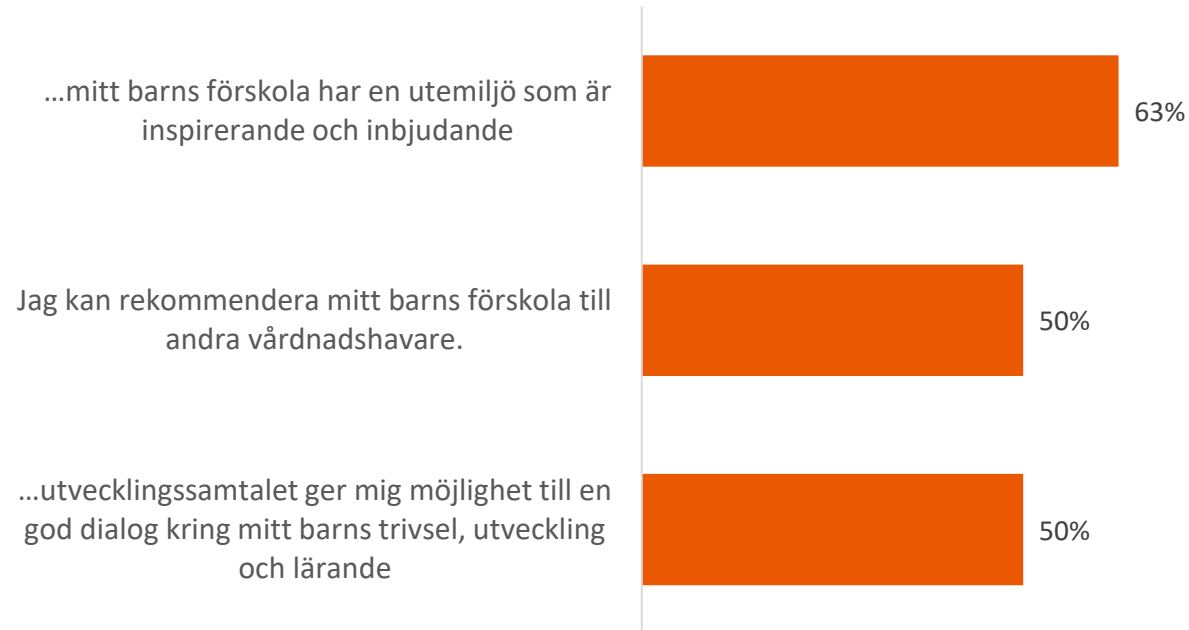 ...mitt barns förskola har en utemiljö som är
inspirerande och inbjudande
63%
Jag kan rekommendera mitt barns förskola till
andra vårdnadshavare.
50%
...utvecklingssamtalet ger mig möjlighet till en
god dialog kring mitt barns trivsel, utveckling
och lärande
50%